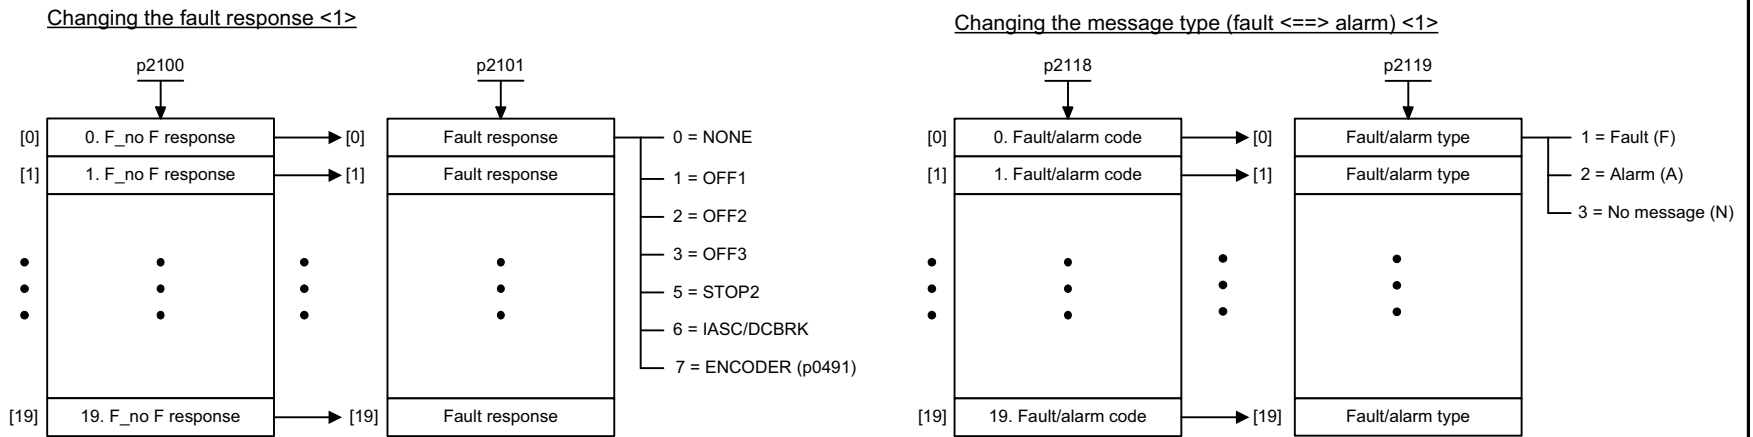 Changing the fault response <1>
p2100
p2101
[0] 0. F_no F response [0] Fault response 0 = NONE
[1] 1. F_no F response [1] Fault response 1 = OFF1
2 = OFF2
3 = OFF3
5 = STOP2
6 = IASC/DCBRK
7 = ENCODER (p0491)
[19] 19. F_no F response [19] Fault response
Changing the message type (fault <==> alarm) <1>
p2118
p2119
[0] 0. Fault/alarm code [0] Fault/alarm type 1 = Fault (F)
[1] 1. Fault/alarm code [1] Fault/alarm type 2 = Alarm (A)
3 = No message (N)
[19] 19. Fault/alarm code [19] Fault/alarm type